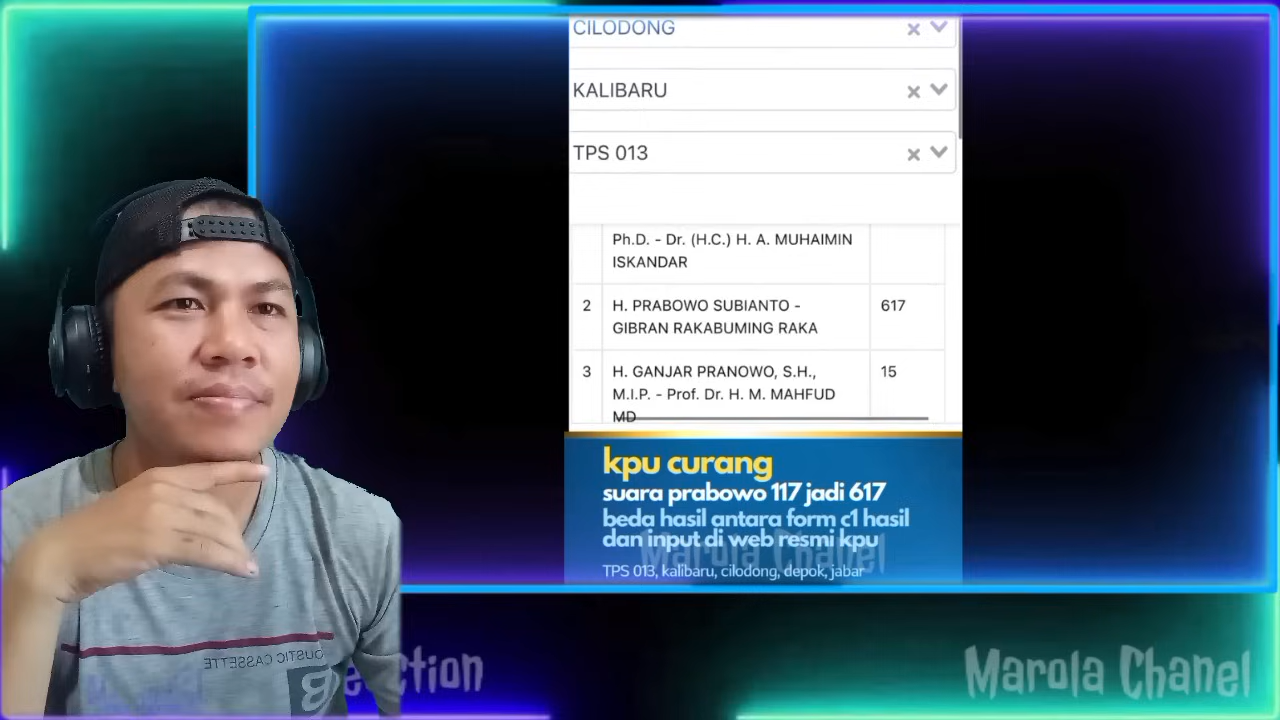 CILODONG
KALIBARU
TPS 013
Ph.D. - Dr. (H.C.) H. A. MUHAIMIN
ISKANDAR
2 H. PRABOWO SUBIANTO - 617
GIBRAN RAKABUMING RAKA
3 H. GANJAR PRANOWO, S.H., 15
M.I.P. - Prof. Dr. H. M. MAHFUD
MD
kpu curang
suara prabowo 117 jadi 617
beda hasil antara form c1 hasil
dan input di web resmi kpu
Marola Chanel
TPS 013, kalibaru, cilodong, depok, jabar
CASSETTE
B
Marola Chanel